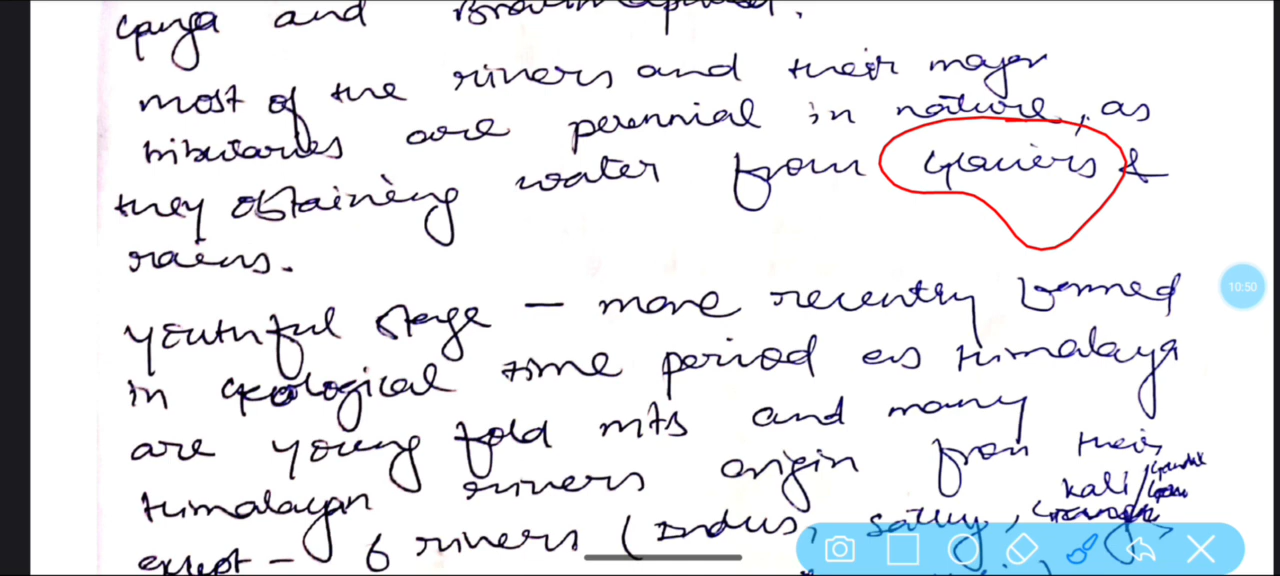 Ganga and Brahmaputra.
most of the rivers and their major
tributaries are perennial in nature, as
they obtaining water from Glaciers &
rains.
youthful stage – more recently formed
in Geological time period as Himalaya
are young fold mts and many
Himalayan rivers origin from their
kali/Gandak
except – 6 rivers (Indus, satluj,
10:50